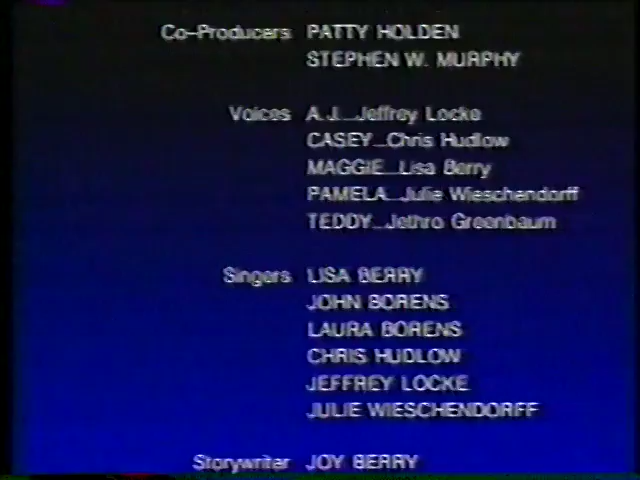 Co-Producers PATTY HOLDEN
STEPHEN W. MURPHY
Voices A.J....Jeffrey Locke
CASEY...Chris Hudlow
MAGGIE...Lisa Berry
PAMELA...Julie Wieschendorff
TEDDY...Jethro Greenbaum
Singers LISA BERRY
JOHN BORENS
LAURA BORENS
CHRIS HUDLOW
JEFFREY LOCKE
JULIE WIESCHENDORFF
Storywriter JOY BERRY